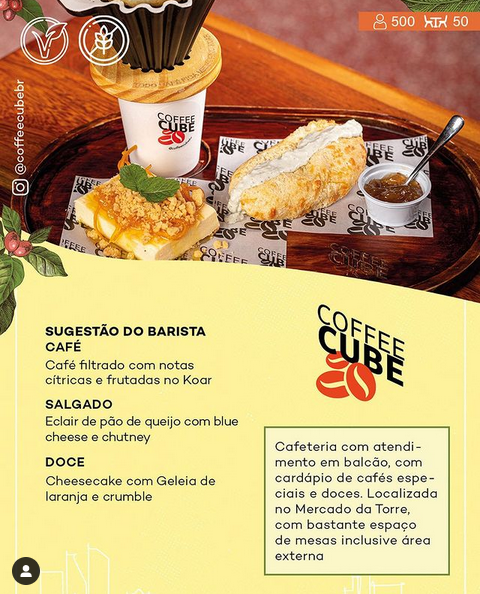 500 50
@coffeecubebr
COFFEE
CUBE
COFFEE
CUBE
SUGESTÃO DO BARISTA
CAFÉ
Café filtrado com notas
cítricas e frutadas no Koar
SALGADO
Eclair de pão de queijo com blue
cheese e chutney
DOCE
Cheesecake com Geleia de
laranja e crumble
COFFEE
CUBE
Cafeteria com atendi-
mento em balcão, com
cardápio de cafés espe-
ciais e doces. Localizada
no Mercado da Torre,
com bastante espaço
de mesas inclusive área
externa